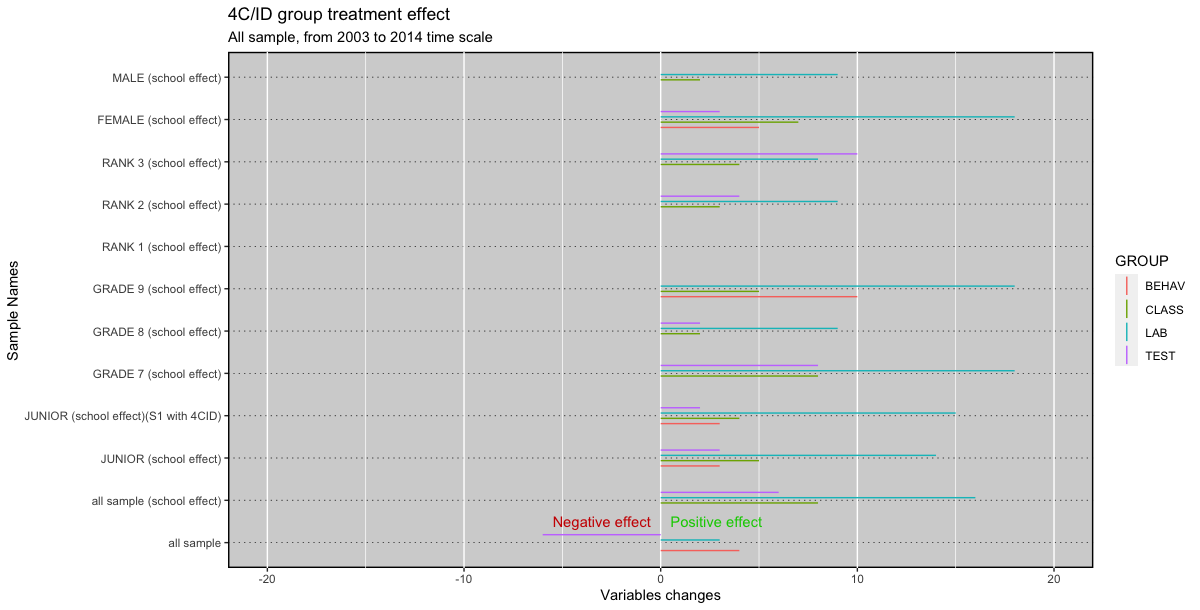 4C/ID group treatment effect
All sample, from 2003 to 2014 time scale
Sample Names
MALE (school effect)
FEMALE (school effect)
RANK 3 (school effect)
RANK 2 (school effect)
RANK 1 (school effect)
GRADE 9 (school effect)
GRADE 8 (school effect)
GRADE 7 (school effect)
JUNIOR (school effect)(S1 with 4CID)
JUNIOR (school effect)
all sample (school effect)
all sample
Negative effect Positive effect
-20 -10 0 10 20
Variables changes
GROUP
BEHAV
CLASS
LAB
TEST